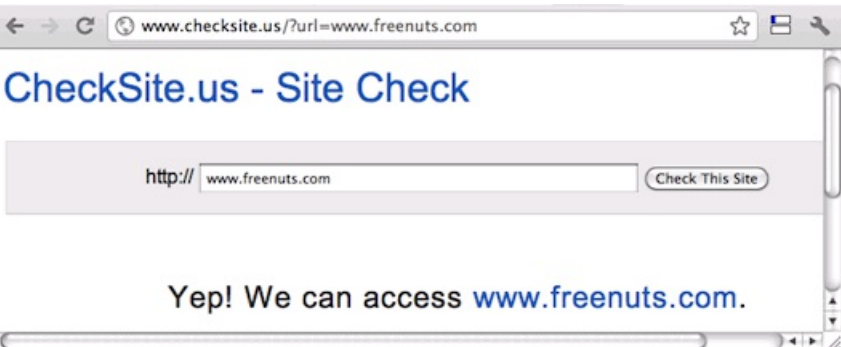 www.checksite.us/?url=www.freenuts.com
CheckSite.us - Site Check
http:// www.freenuts.com Check This Site
Yep! We can access www.freenuts.com.